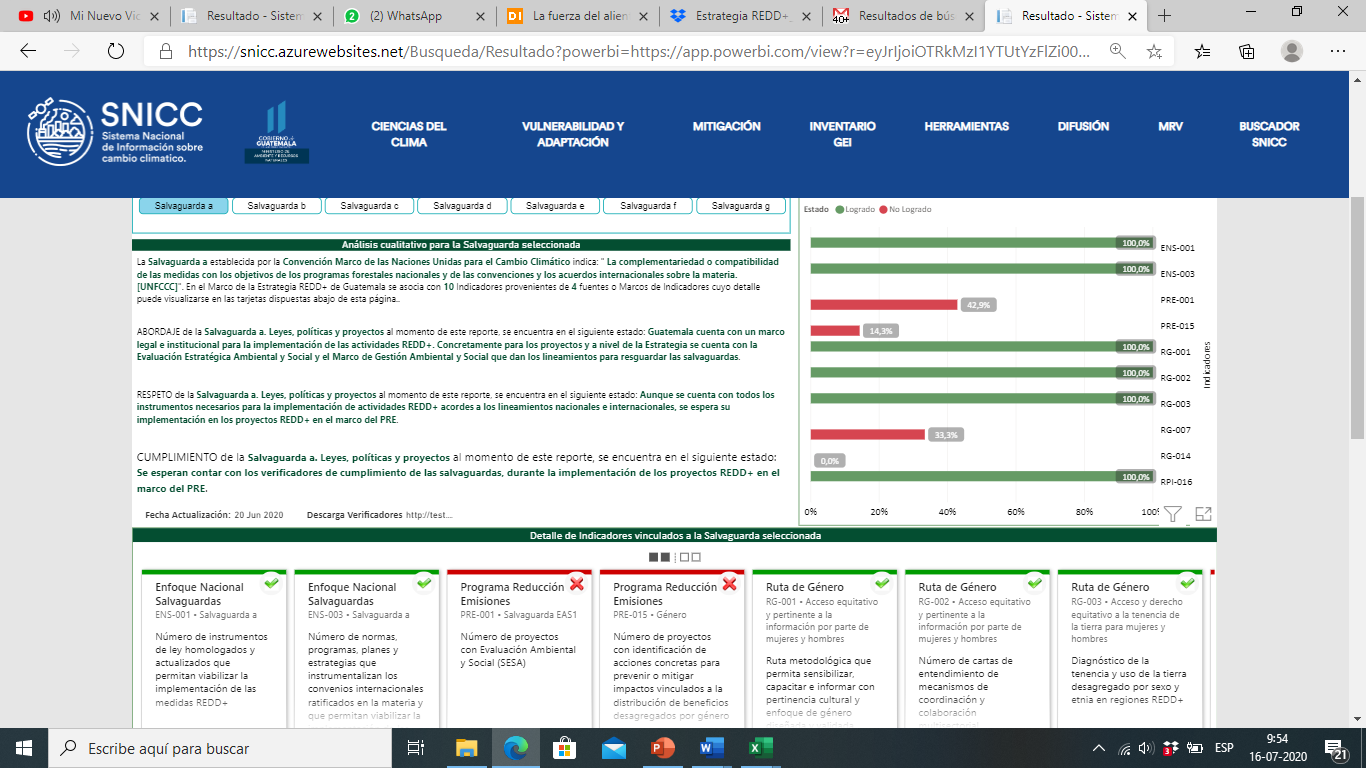 Mi Nuevo Vic
Resultado - Sistem
(2) WhatsApp
La fuerza del alien
Estrategia REDD+
Resultados de bús
Resultado - Sistem
https://snicc.azurewebsites.net/Busqueda/Resultado?powerbi=https://app.powerbi.com/view?r=eyJrIjoiOTRkMzI1YTUtYzFlZi00...
SNICC
Sistema Nacional
de Información sobre
cambio climatico.
GOBIERNO de
GUATEMALA
MINISTERIO DE
AMBIENTE Y RECURSOS
NATURALES
CIENCIAS DEL
CLIMA
VULNERABILIDAD Y
ADAPTACIÓN
MITIGACIÓN
INVENTARIO
GEI
HERRAMIENTAS
DIFUSIÓN
MRV
BUSCADOR
SNICC
Salvaguarda a
Salvaguarda b
Salvaguarda c
Salvaguarda d
Salvaguarda e
Salvaguarda f
Salvaguarda g
Análisis cualitativo para la Salvaguarda seleccionada
La Salvaguarda a establecida por la Convención Marco de las Naciones Unidas para el Cambio Climático indica: " La complementariedad o compatibilidad
de las medidas con los objetivos de los programas forestales nacionales y de las convenciones y los acuerdos internacionales sobre la materia.
[UNFCCC]". En el Marco de la Estrategia REDD+ de Guatemala se asocia con 10 Indicadores provenientes de 4 fuentes o Marcos de Indicadores cuyo detalle
puede visualizarse en las tarjetas dispuestas abajo de esta página..
ABORDAJE de la Salvaguarda a. Leyes, políticas y proyectos al momento de este reporte, se encuentra en el siguiente estado: Guatemala cuenta con un marco
legal e institucional para la implementación de las actividades REDD+. Concretamente para los proyectos y a nivel de la Estrategia se cuenta con la
Evaluación Estratégica Ambiental y Social y el Marco de Gestión Ambiental y Social que dan los lineamientos para resguardar las salvaguardas.
RESPETO de la Salvaguarda a. Leyes, políticas y proyectos al momento de este reporte, se encuentra en el siguiente estado: Aunque se cuenta con todos los
instrumentos necesarios para la implementación de actividades REDD+ acordes a los lineamientos nacionales e internacionales, se espera su
implementación en los proyectos REDD+ en el marco del PRE.
CUMPLIMIENTO de la Salvaguarda a. Leyes, políticas y proyectos al momento de este reporte, se encuentra en el siguiente estado:
Se esperan contar con los verificadores de cumplimiento de las salvaguardas, durante la implementación de los proyectos REDD+ en el
marco del PRE.
Fecha Actualización: 20 Jun 2020 Descarga Verificadores http://test...
Estado Logrado No Logrado
100,0% ENS-001
100,0% ENS-003
42,9% PRE-001
14,3% PRE-015
100,0% RG-001
100,0% RG-002
100,0% RG-003
33,3% RG-007
0,0% RG-014
100,0% RPI-016
Indicadores
0% 20% 40% 60% 80% 100%
Detalle de Indicadores vinculados a la Salvaguarda seleccionada
Enfoque Nacional
Salvaguardas
ENS-001 • Salvaguarda a
Número de instrumentos
de ley homologados y
actualizados que
permitan viabilizar la
implementación de las
medidas REDD+
Enfoque Nacional
Salvaguardas
ENS-003 • Salvaguarda a
Número de normas,
programas, planes y
estrategias que
instrumentalizan los
convenios internacionales
ratificados en la materia y
que permitan viabilizar la
Programa Reducción
Emisiones
PRE-001 • Salvaguarda EAS1
Número de proyectos
con Evaluación Ambiental
y Social (SESA)
Programa Reducción
Emisiones
PRE-015 • Género
Número de proyectos
con identificación de
acciones concretas para
prevenir o mitigar
impactos vinculados a la
distribución de beneficios
desagregados por género
Ruta de Género
RG-001 • Acceso equitativo
y pertinente a la
información por parte de
mujeres y hombres
Ruta metodológica que
permita sensibilizar,
capacitar e informar con
pertinencia cultural y
enfoque de género
diseñada y validada
Ruta de Género
RG-002 • Acceso equitativo
y pertinente a la
información por parte de
mujeres y hombres
Número de cartas de
entendimiento de
mecanismos de
coordinación y
colaboración
multisectorial
Ruta de Género
RG-003 • Acceso y derecho
equitativo a la tenencia de
la tierra para mujeres y
hombres
Diagnóstico de la
tenencia y uso de la tierra
desagregado por sexo y
etnia en regiones REDD+
Escribe aquí para buscar
ESP
9:54
16-07-2020
21